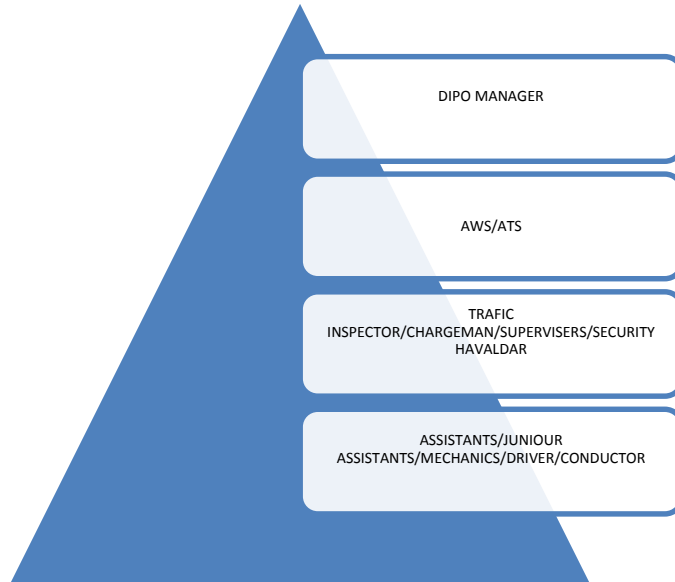 DIPO MANAGER
AWS/ATS
TRAFIC
INSPECTOR/CHARGEMAN/SUPERVISERS/SECURITY
HAVALDAR
ASSISTANTS/JUNIOUR
ASSISTANTS/MECHANICS/DRIVER/CONDUCTOR